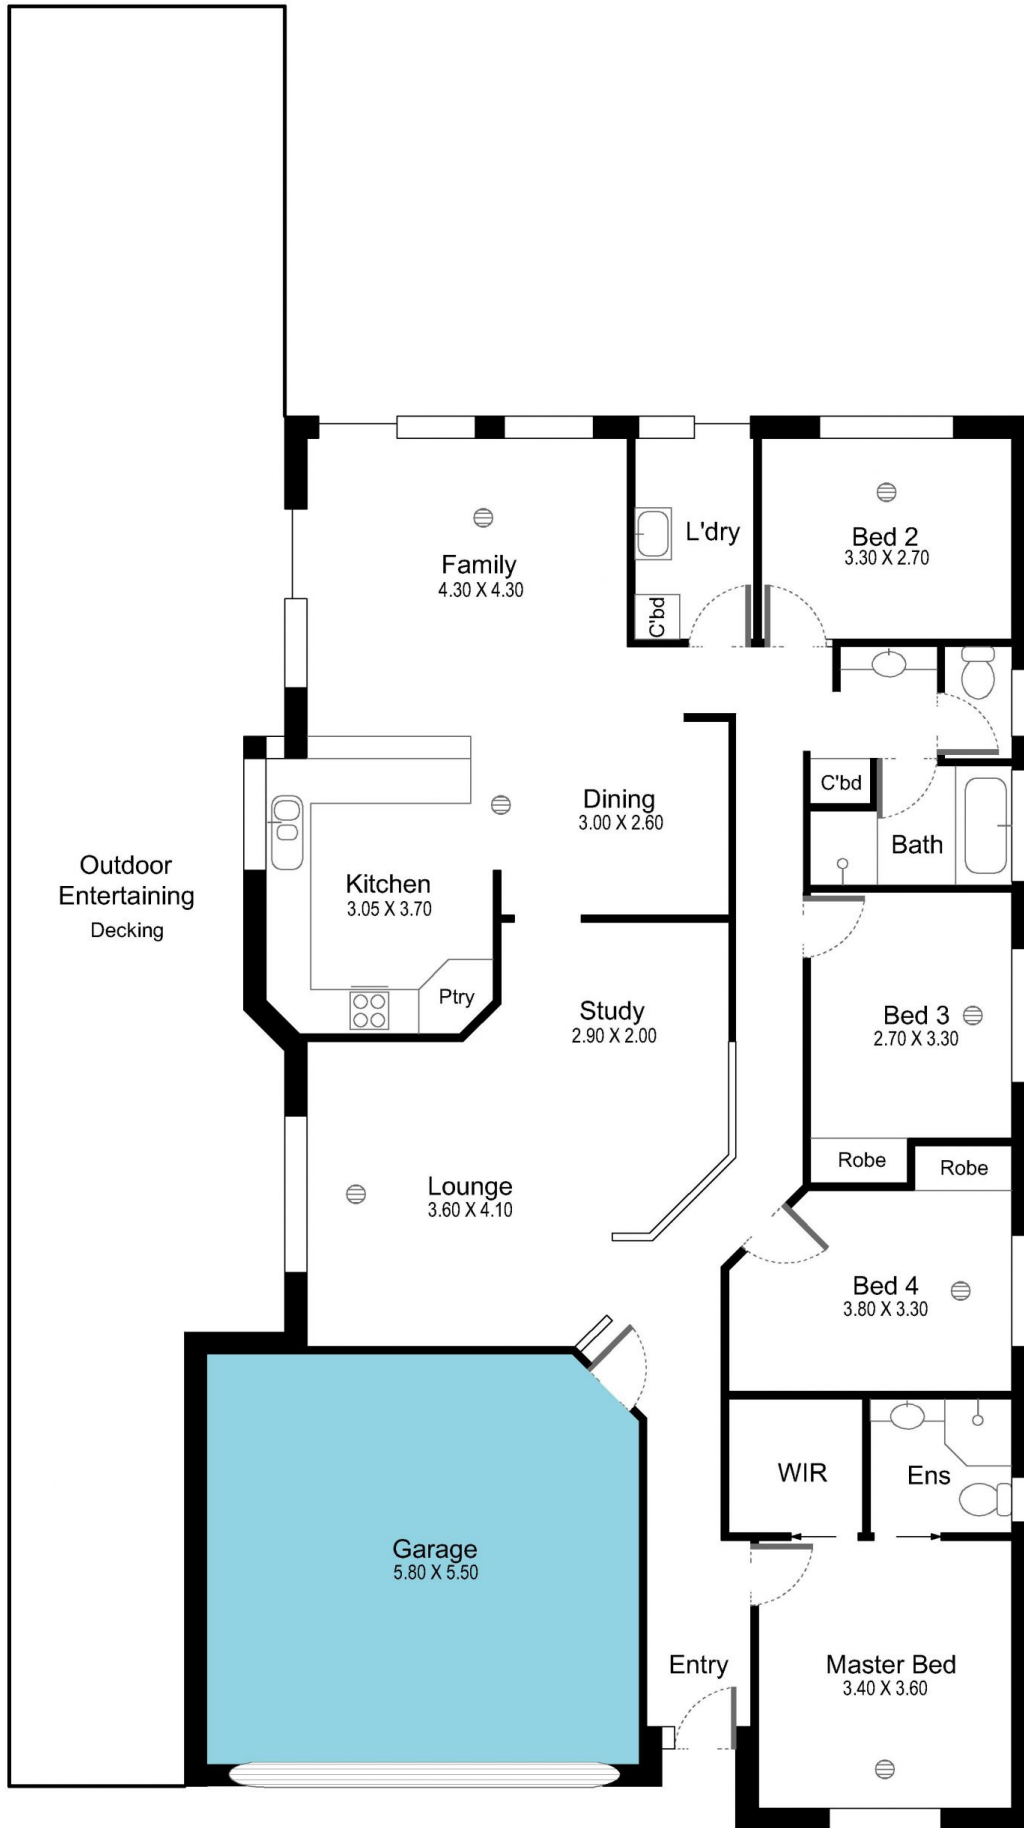 L'dry
Bed 2
3.30 X 2.70
Family
4.30 X 4.30
C'bd
C'bd
Dining
3.00 X 2.60
Bath
Outdoor
Entertaining
Decking
Kitchen
3.05 X 3.70
Ptry
Study
2.90 X 2.00
Bed 3
2.70 X 3.30
Robe
Robe
Lounge
3.60 X 4.10
Bed 4
3.80 X 3.30
WIR
Ens
Garage
5.80 X 5.50
Entry
Master Bed
3.40 X 3.60